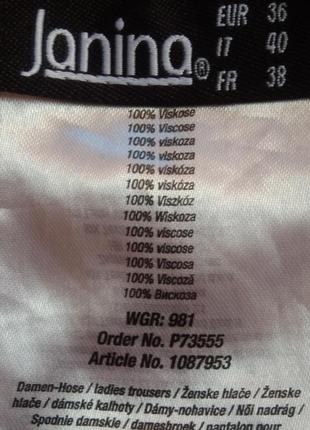 Janina®
EUR 36
IT 40
FR 38
100% Viskose
100% Viscose
100% viskoza
100% viskoza
100% viskóza
100% viskóza
100% Viszkóz
100% Wiskoza
100% viscose
100% viscose
100% Viscosa
100% Viscoză
100% Вискоза
WGR: 981
Order No. P73555
Article No. 1087953
Damen-Hose / ladies trousers / Ženske hlače / Ženske
hlače / dámské kalhoty / Dámy-nohavice / Női nadrág /
Spodnie damskie / damesbroek / pantalon pour